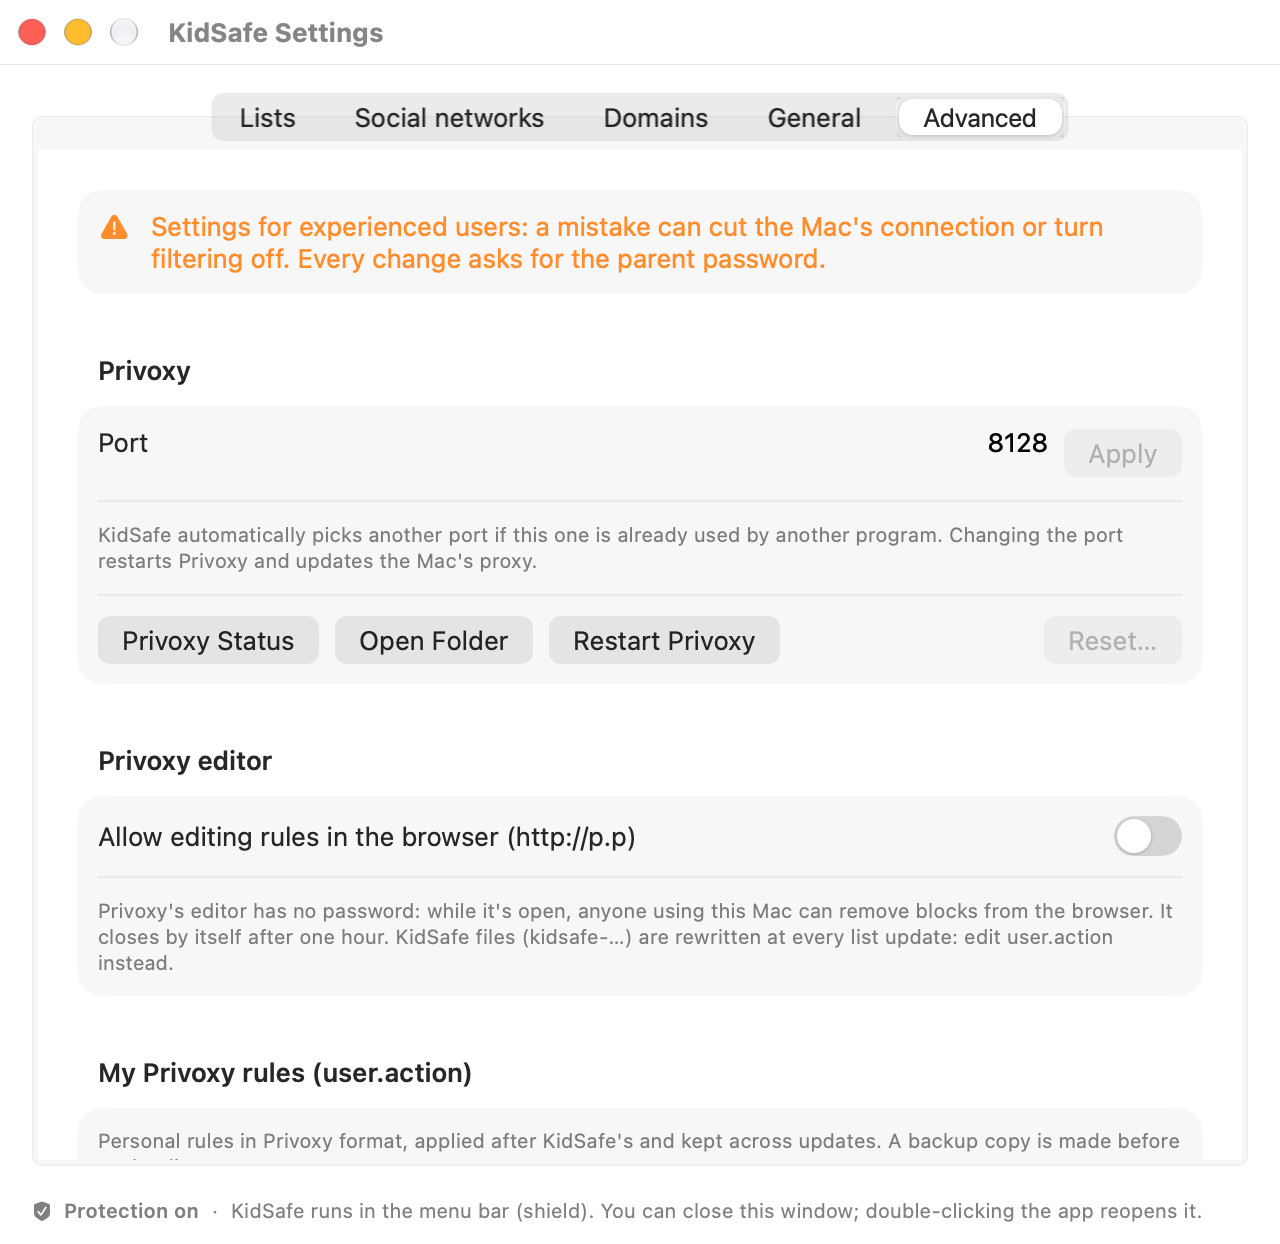 KidSafe Settings
Lists
Social networks
Domains
General
Advanced
Settings for experienced users: a mistake can cut the Mac's connection or turn
filtering off. Every change asks for the parent password.
Privoxy
Port
8128
Apply
KidSafe automatically picks another port if this one is already used by another program. Changing the port
restarts Privoxy and updates the Mac's proxy.
Privoxy Status
Open Folder
Restart Privoxy
Reset...
Privoxy editor
Allow editing rules in the browser (http://p.p)
Privoxy's editor has no password: while it's open, anyone using this Mac can remove blocks from the browser. It
closes by itself after one hour. KidSafe files (kidsafe-...) are rewritten at every list update: edit user.action
instead.
My Privoxy rules (user.action)
Personal rules in Privoxy format, applied after KidSafe's and kept across updates. A backup copy is made before
Protection on · KidSafe runs in the menu bar (shield). You can close this window; double-clicking the app reopens it.